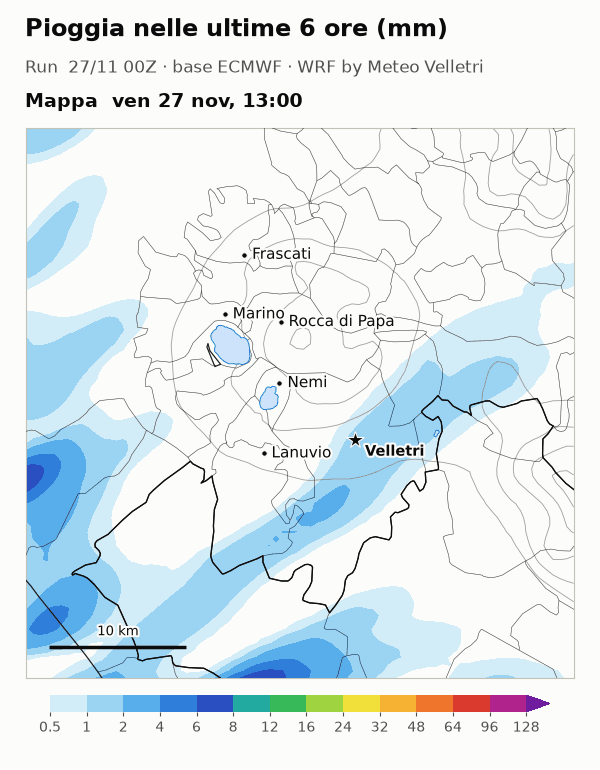 Pioggia nelle ultime 6 ore (mm)
Run  27/11 00Z · base ECMWF · WRF by Meteo Velletri
Mappa  ven 27 nov, 13:00
Frascati
Marino
Rocca di Papa
Nemi
Velletri
Lanuvio
10 km
0.5 1 2 4 6 8 12 16 24 32 48 64 96 128